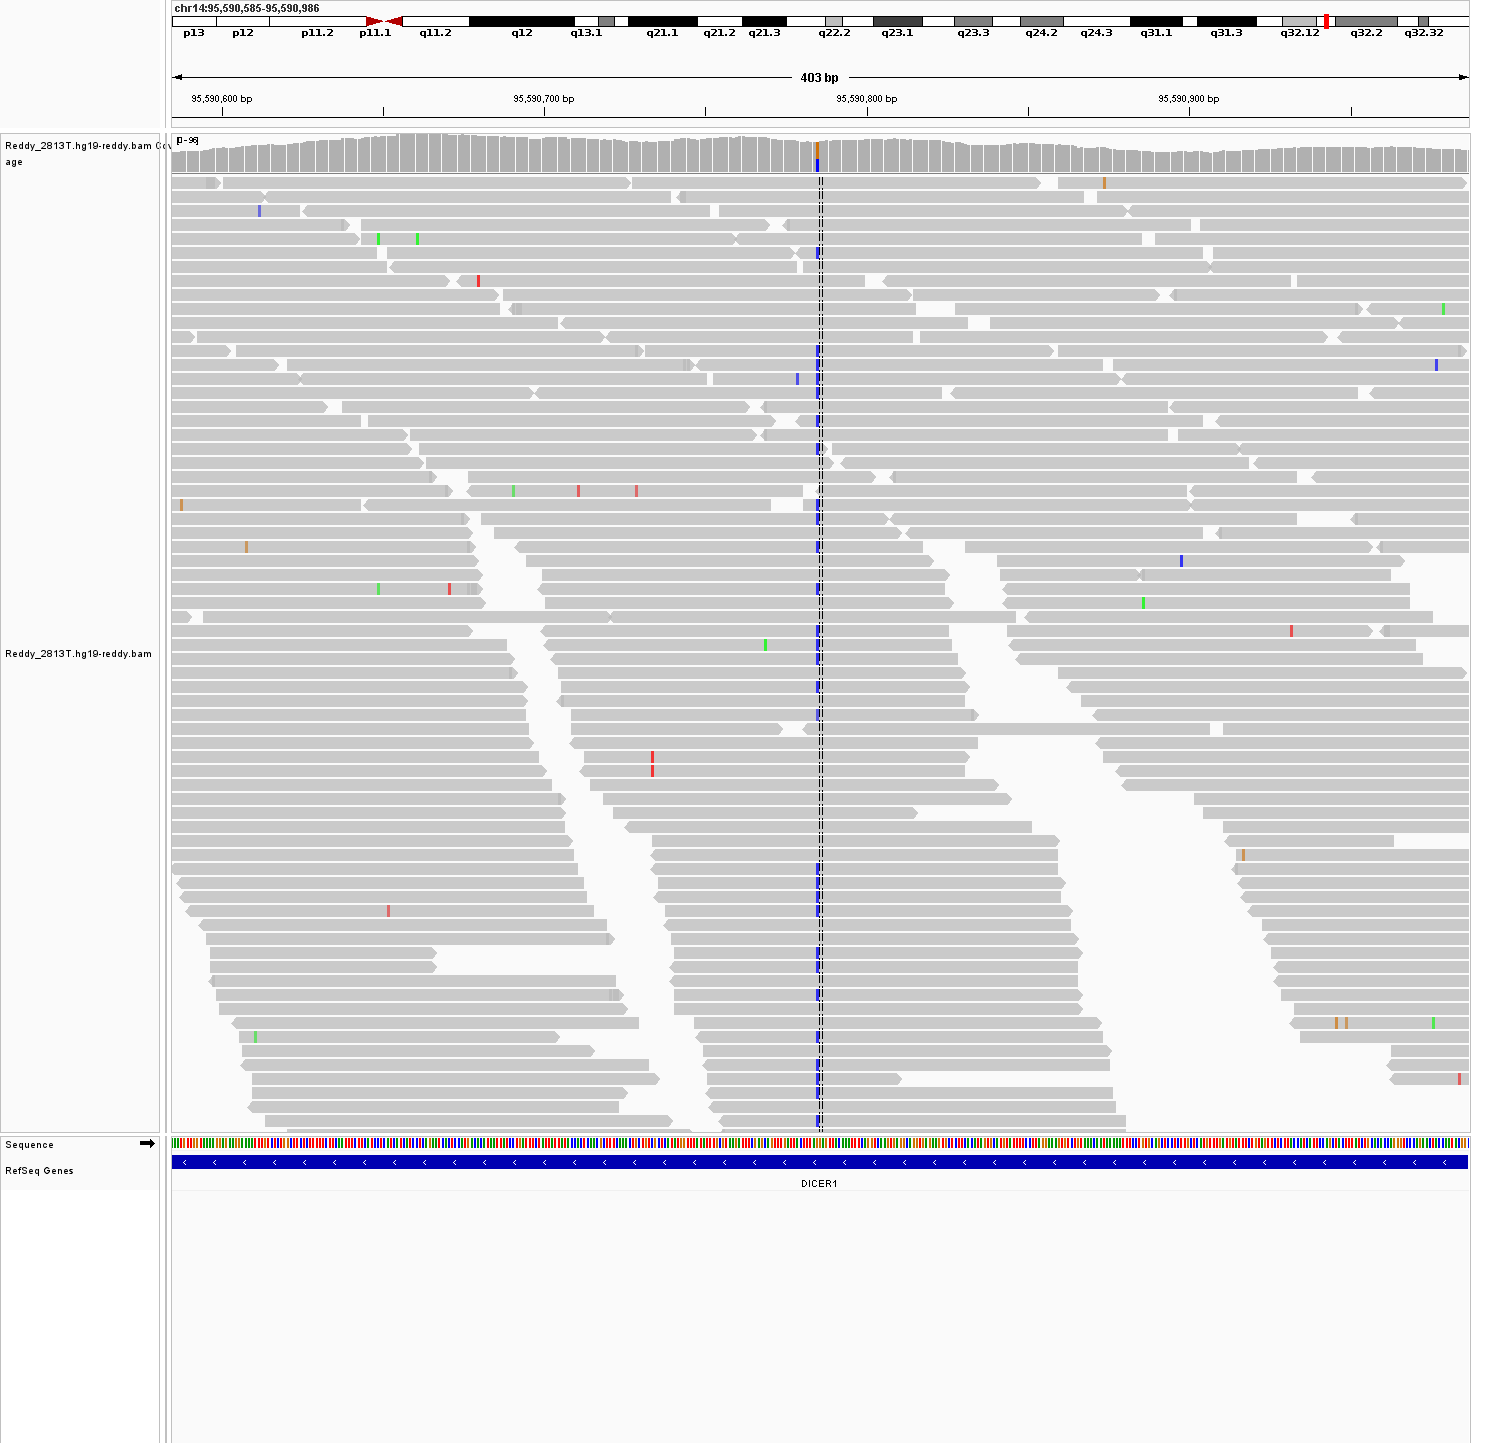 chr14:95,590,585-95,590,986
p13 p12 p11.2 p11.1 q11.2 q12 q13.1 q21.1 q21.2 q21.3 q22.2 q23.1 q23.3 q24.2 q24.3 q31.1 q31.3 q32.12 q32.2 q32.32
403 bp
95,590,600 bp 95,590,700 bp 95,590,800 bp 95,590,900 bp
Reddy_2813T.hg19-reddy.bam Cov
age
[0-96]
Reddy_2813T.hg19-reddy.bam
Sequence
RefSeq Genes
DICER1